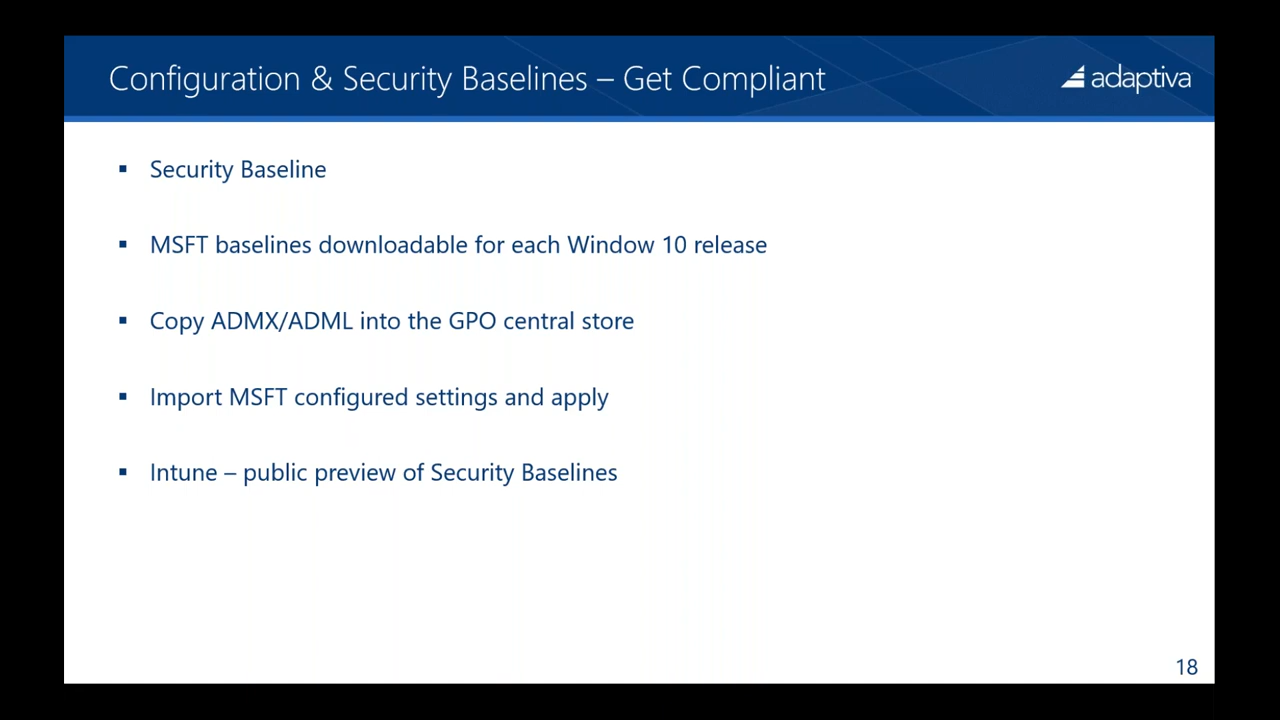 Configuration & Security Baselines – Get Compliant
adaptiva
▪ Security Baseline
▪ MSFT baselines downloadable for each Window 10 release
▪ Copy ADMX/ADML into the GPO central store
▪ Import MSFT configured settings and apply
▪ Intune – public preview of Security Baselines
18